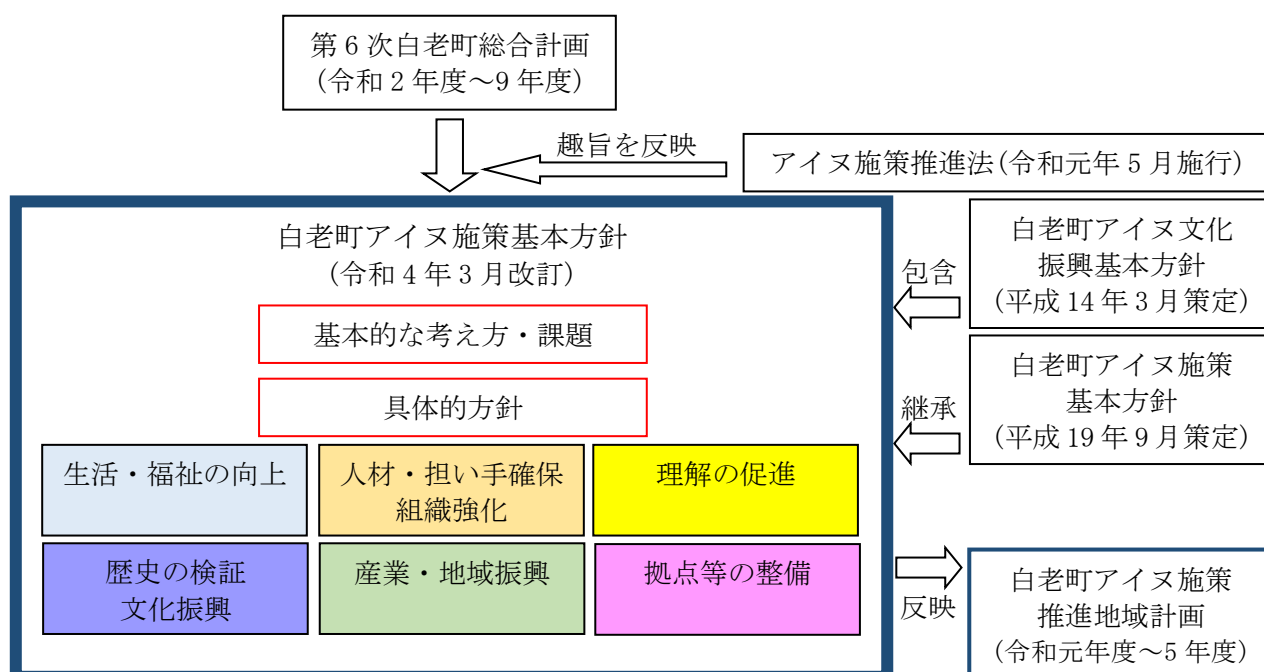 第6次白老町総合計画
(令和2年度～9年度)
趣旨を反映
アイヌ施策推進法(令和元年5月施行)
白老町アイヌ施策基本方針
(令和4年3月改訂)
基本的な考え方・課題
具体的方針
生活・福祉の向上
人材・担い手確保
組織強化
理解の促進
歴史の検証
文化振興
産業・地域振興
拠点等の整備
包含
白老町アイヌ文化
振興基本方針
(平成14年3月策定)
継承
白老町アイヌ施策
基本方針
(平成19年9月策定)
反映
白老町アイヌ施策
推進地域計画
(令和元年度～5年度)